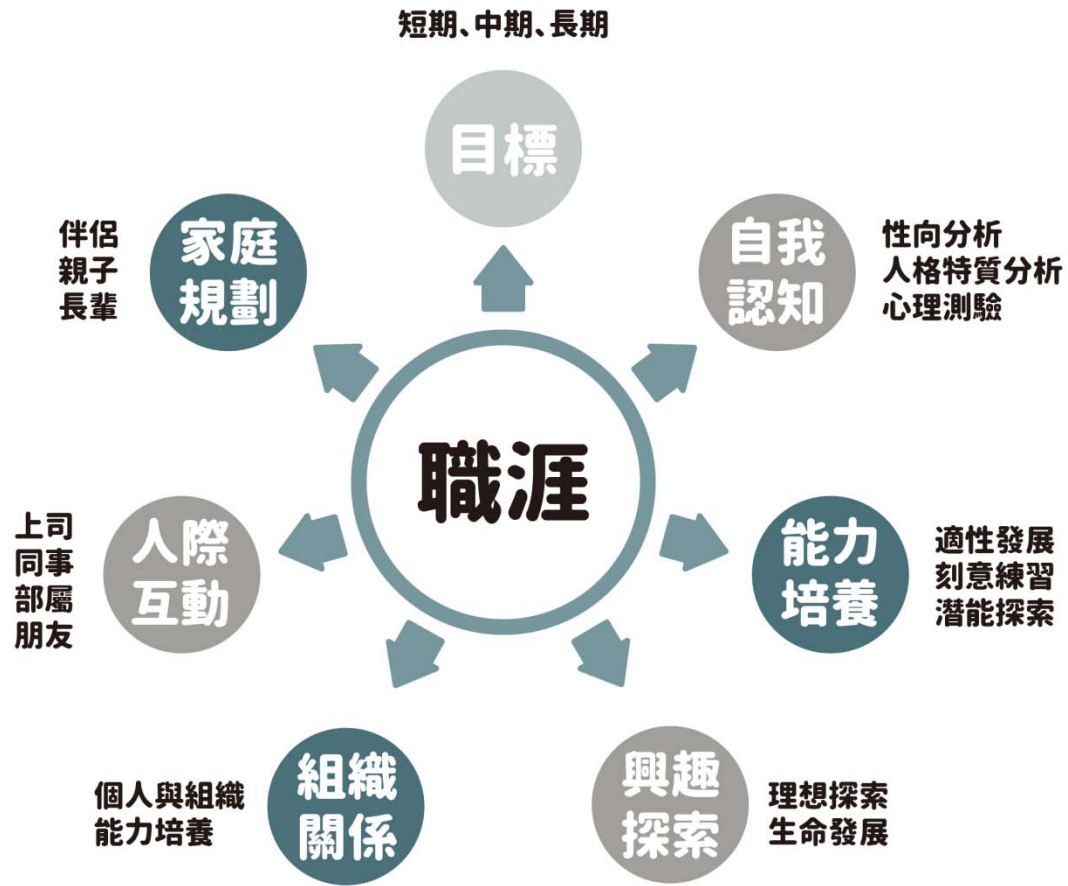 短期、中期、長期
目標
自我
認知
性向分析
人格特質分析
心理測驗
能力
培養
適性發展
刻意練習
潛能探索
興趣
探索
理想探索
生命發展
組織
關係
個人與組織
能力培養
人際
互動
上司
同事
部屬
朋友
家庭
規劃
伴侶
親子
長輩
職涯